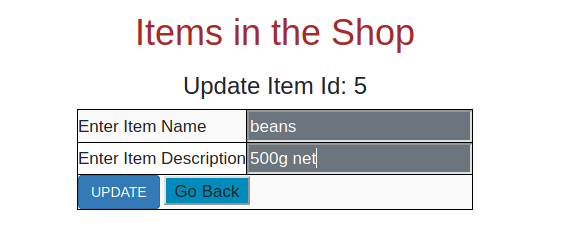 Items in the Shop
Update Item Id: 5
Enter Item Name beans
Enter Item Description 500g net
UPDATE Go Back